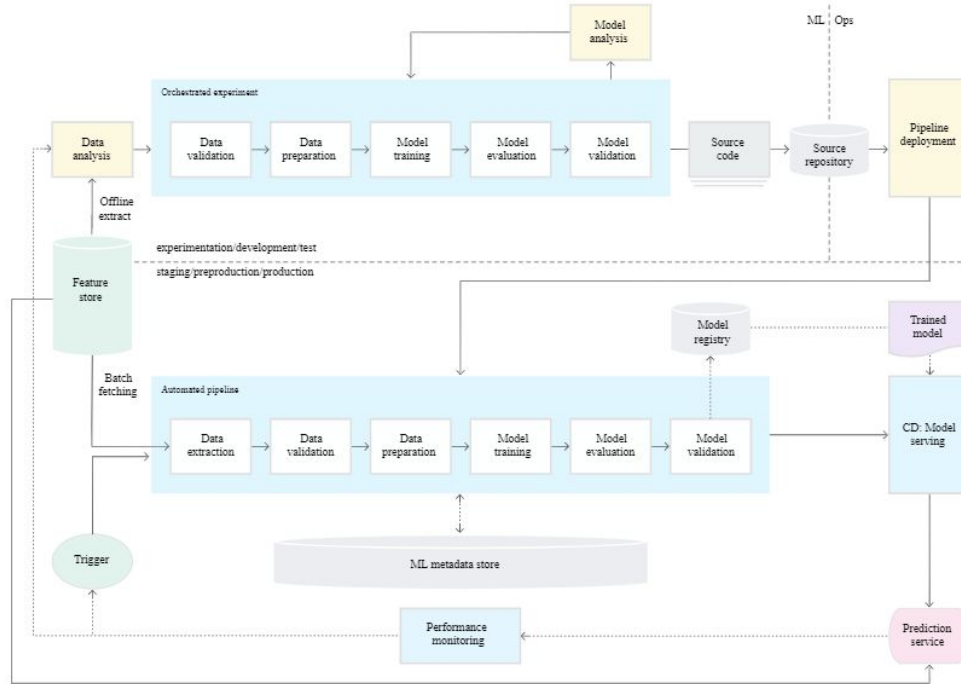 ML
Ops
Model
analysis
Orchestrated experiment
Data
analysis
Data
validation
Data
preparation
Model
training
Model
evaluation
Model
validation
Source
code
Source
repository
Pipeline
deployment
Offline
extract
experimentation/development/test
staging/preproduction/production
Feature
store
Batch
fetching
Model
registry
Trained
model
Automated pipeline
Data
extraction
Data
validation
Data
preparation
Model
training
Model
evaluation
Model
validation
CD: Model
serving
Trigger
ML metadata store
Performance
monitoring
Prediction
service